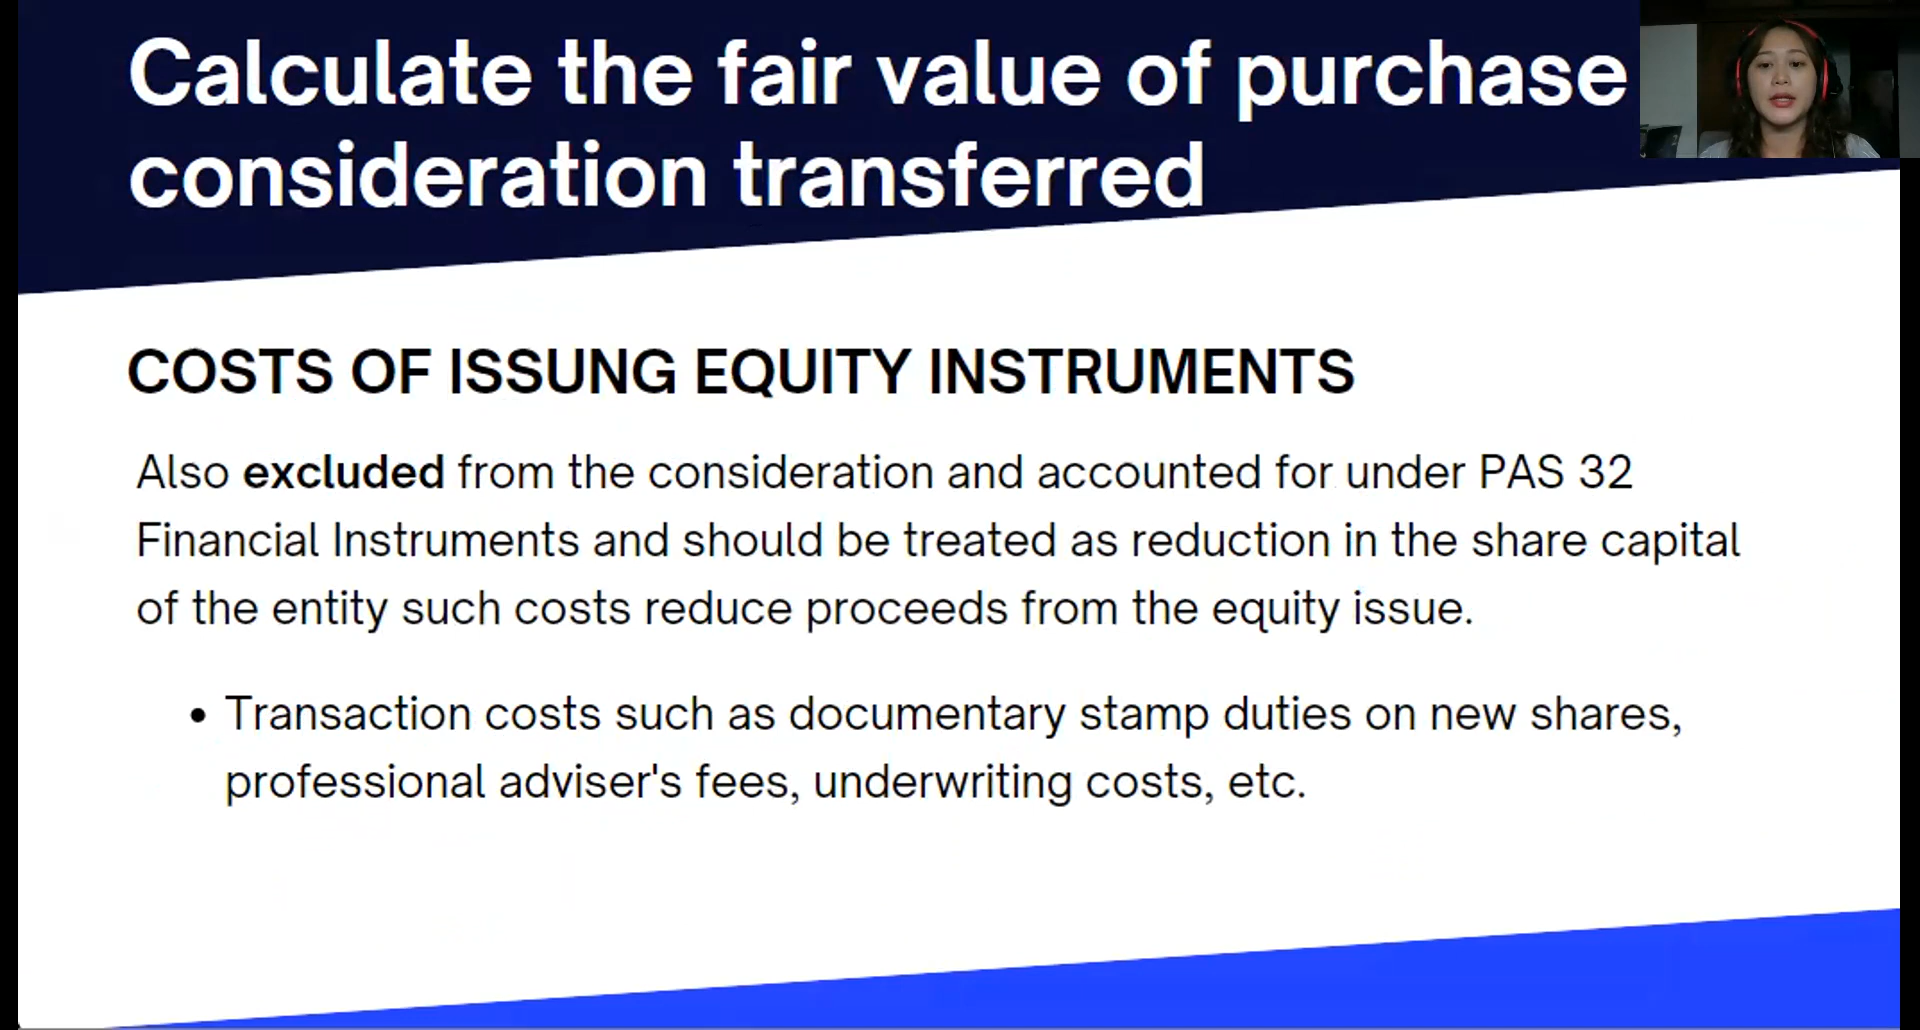 Calculate the fair value of purchase
consideration transferred
COSTS OF ISSUNG EQUITY INSTRUMENTS
Also excluded from the consideration and accounted for under PAS 32
Financial Instruments and should be treated as reduction in the share capital
of the entity such costs reduce proceeds from the equity issue.
• Transaction costs such as documentary stamp duties on new shares,
professional adviser's fees, underwriting costs, etc.